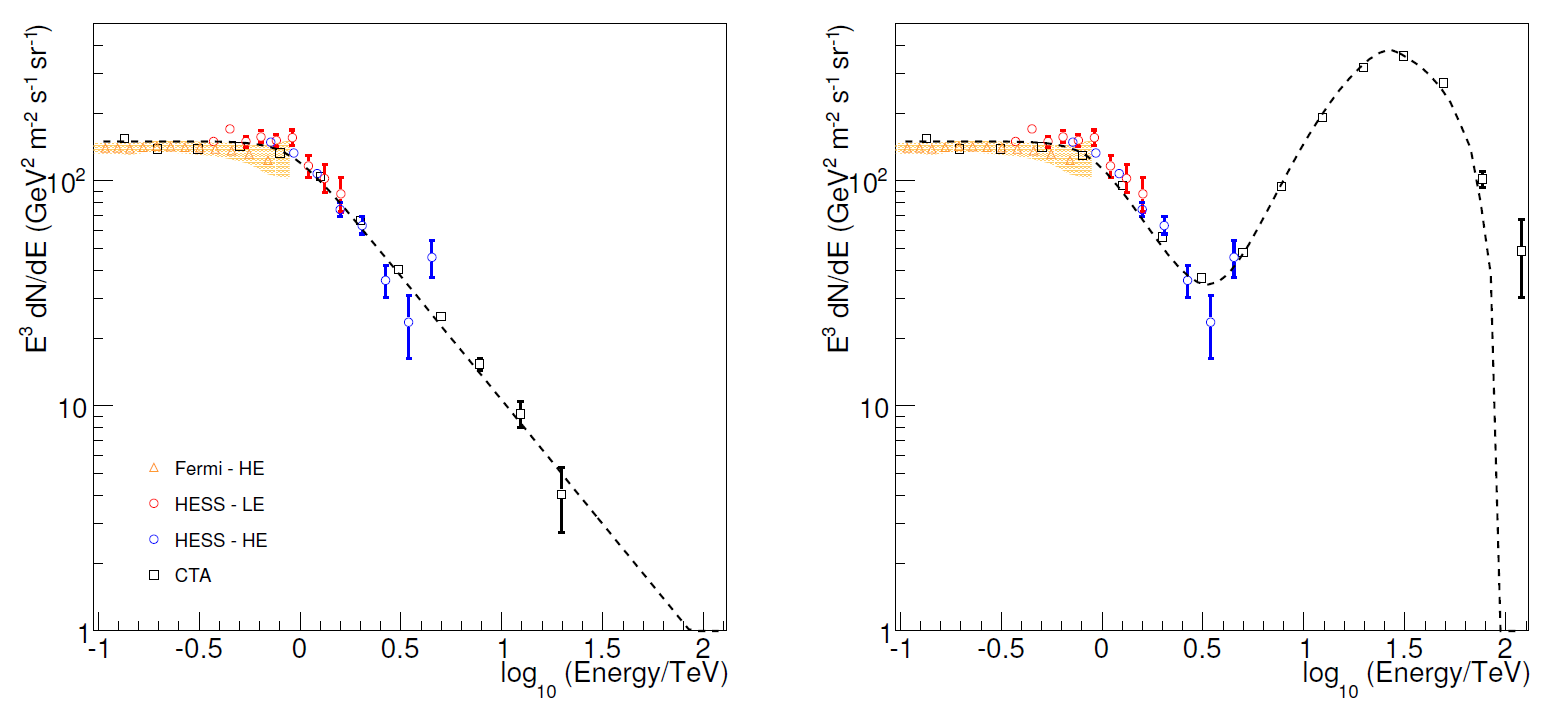 E³ dN/dE (GeV² m⁻² s⁻¹ sr⁻¹)
10²
10
1
Fermi - HE
HESS - LE
HESS - HE
CTA
-1 -0.5 0 0.5 1 1.5 2
log₁₀ (Energy/TeV)
E³ dN/dE (GeV² m⁻² s⁻¹ sr⁻¹)
10²
10
1
-1 -0.5 0 0.5 1 1.5 2
log₁₀ (Energy/TeV)